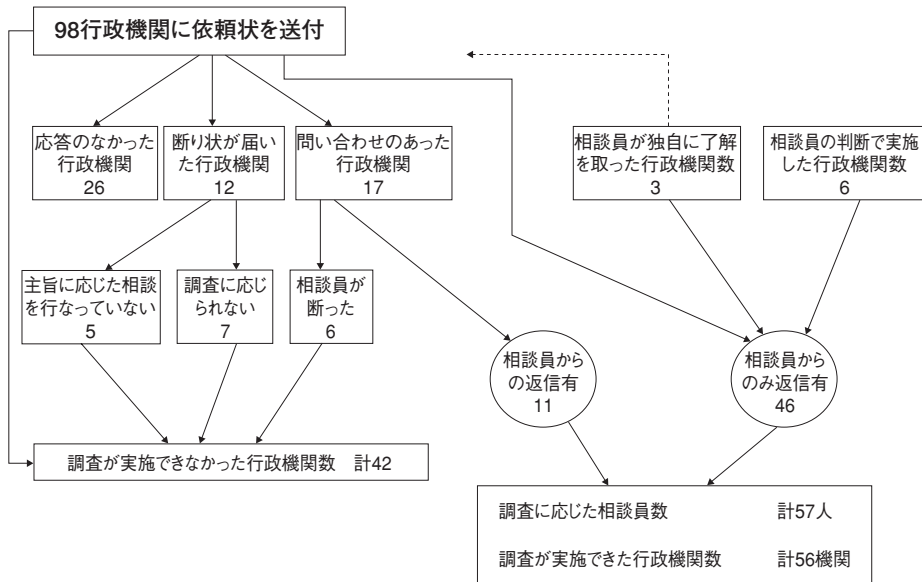 98行政機関に依頼状を送付
応答のなかった
行政機関
26
断り状が届い
た行政機関
12
問い合わせのあった
行政機関
17
相談員が独自に了解
を取った行政機関数
3
相談員の判断で実施
した行政機関数
6
主旨に応じた相談
を行なっていない
5
調査に応じ
られない
7
相談員が
断った
6
相談員から
の返信有
11
相談員から
のみ返信有
46
調査が実施できなかった行政機関数 計42
調査に応じた相談員数 計57人
調査が実施できた行政機関数 計56機関